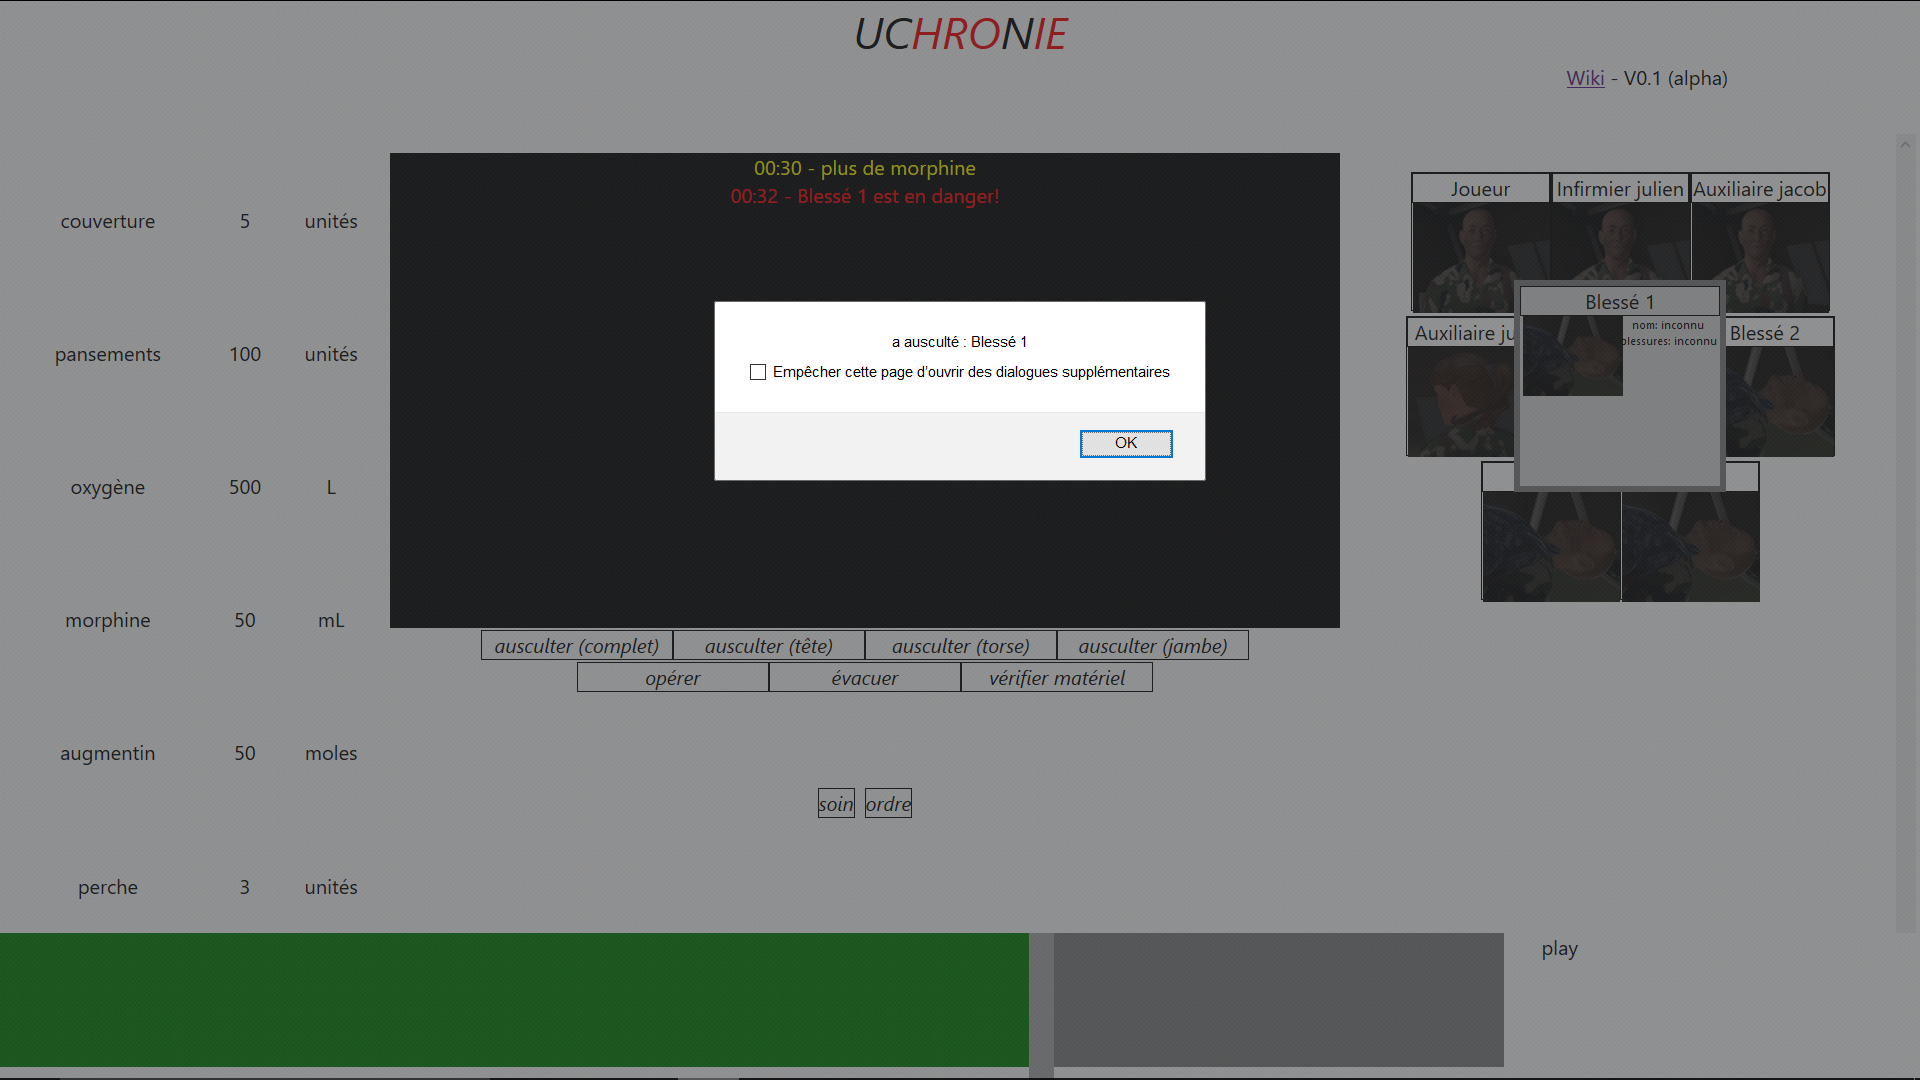 UCHRONIE
Wiki - V0.1 (alpha)
couverture 5 unités
pansements 100 unités
oxygène 500 L
morphine 50 mL
augmentin 50 moles
perche 3 unités
00:30 - plus de morphine
00:32 - Blessé 1 est en danger!
a ausculté : Blessé 1
Empêcher cette page d'ouvrir des dialogues supplémentaires
OK
ausculter (complet) ausculter (tête) ausculter (torse) ausculter (jambe)
opérer évacuer vérifier matériel
soin ordre
Joueur Infirmier julien Auxiliaire jacob
Blessé 1
nom: inconnu
blessures: inconnu
Auxiliaire ju
Blessé 2
play